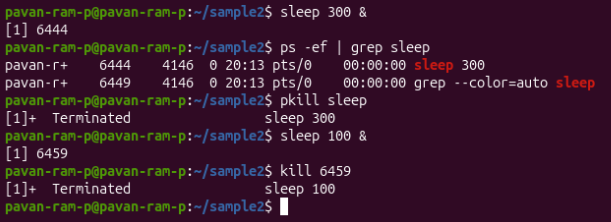 pavan-ram-p@pavan-ram-p:~/sample2$ sleep 300 &
[1] 6444
pavan-ram-p@pavan-ram-p:~/sample2$ ps -ef | grep sleep
pavan-r+    6444    4146  0 20:13 pts/0    00:00:00 sleep 300
pavan-r+    6449    4146  0 20:13 pts/0    00:00:00 grep --color=auto sleep
pavan-ram-p@pavan-ram-p:~/sample2$ pkill sleep
[1]+  Terminated              sleep 300
pavan-ram-p@pavan-ram-p:~/sample2$ sleep 100 &
[1] 6459
pavan-ram-p@pavan-ram-p:~/sample2$ kill 6459
[1]+  Terminated              sleep 100
pavan-ram-p@pavan-ram-p:~/sample2$